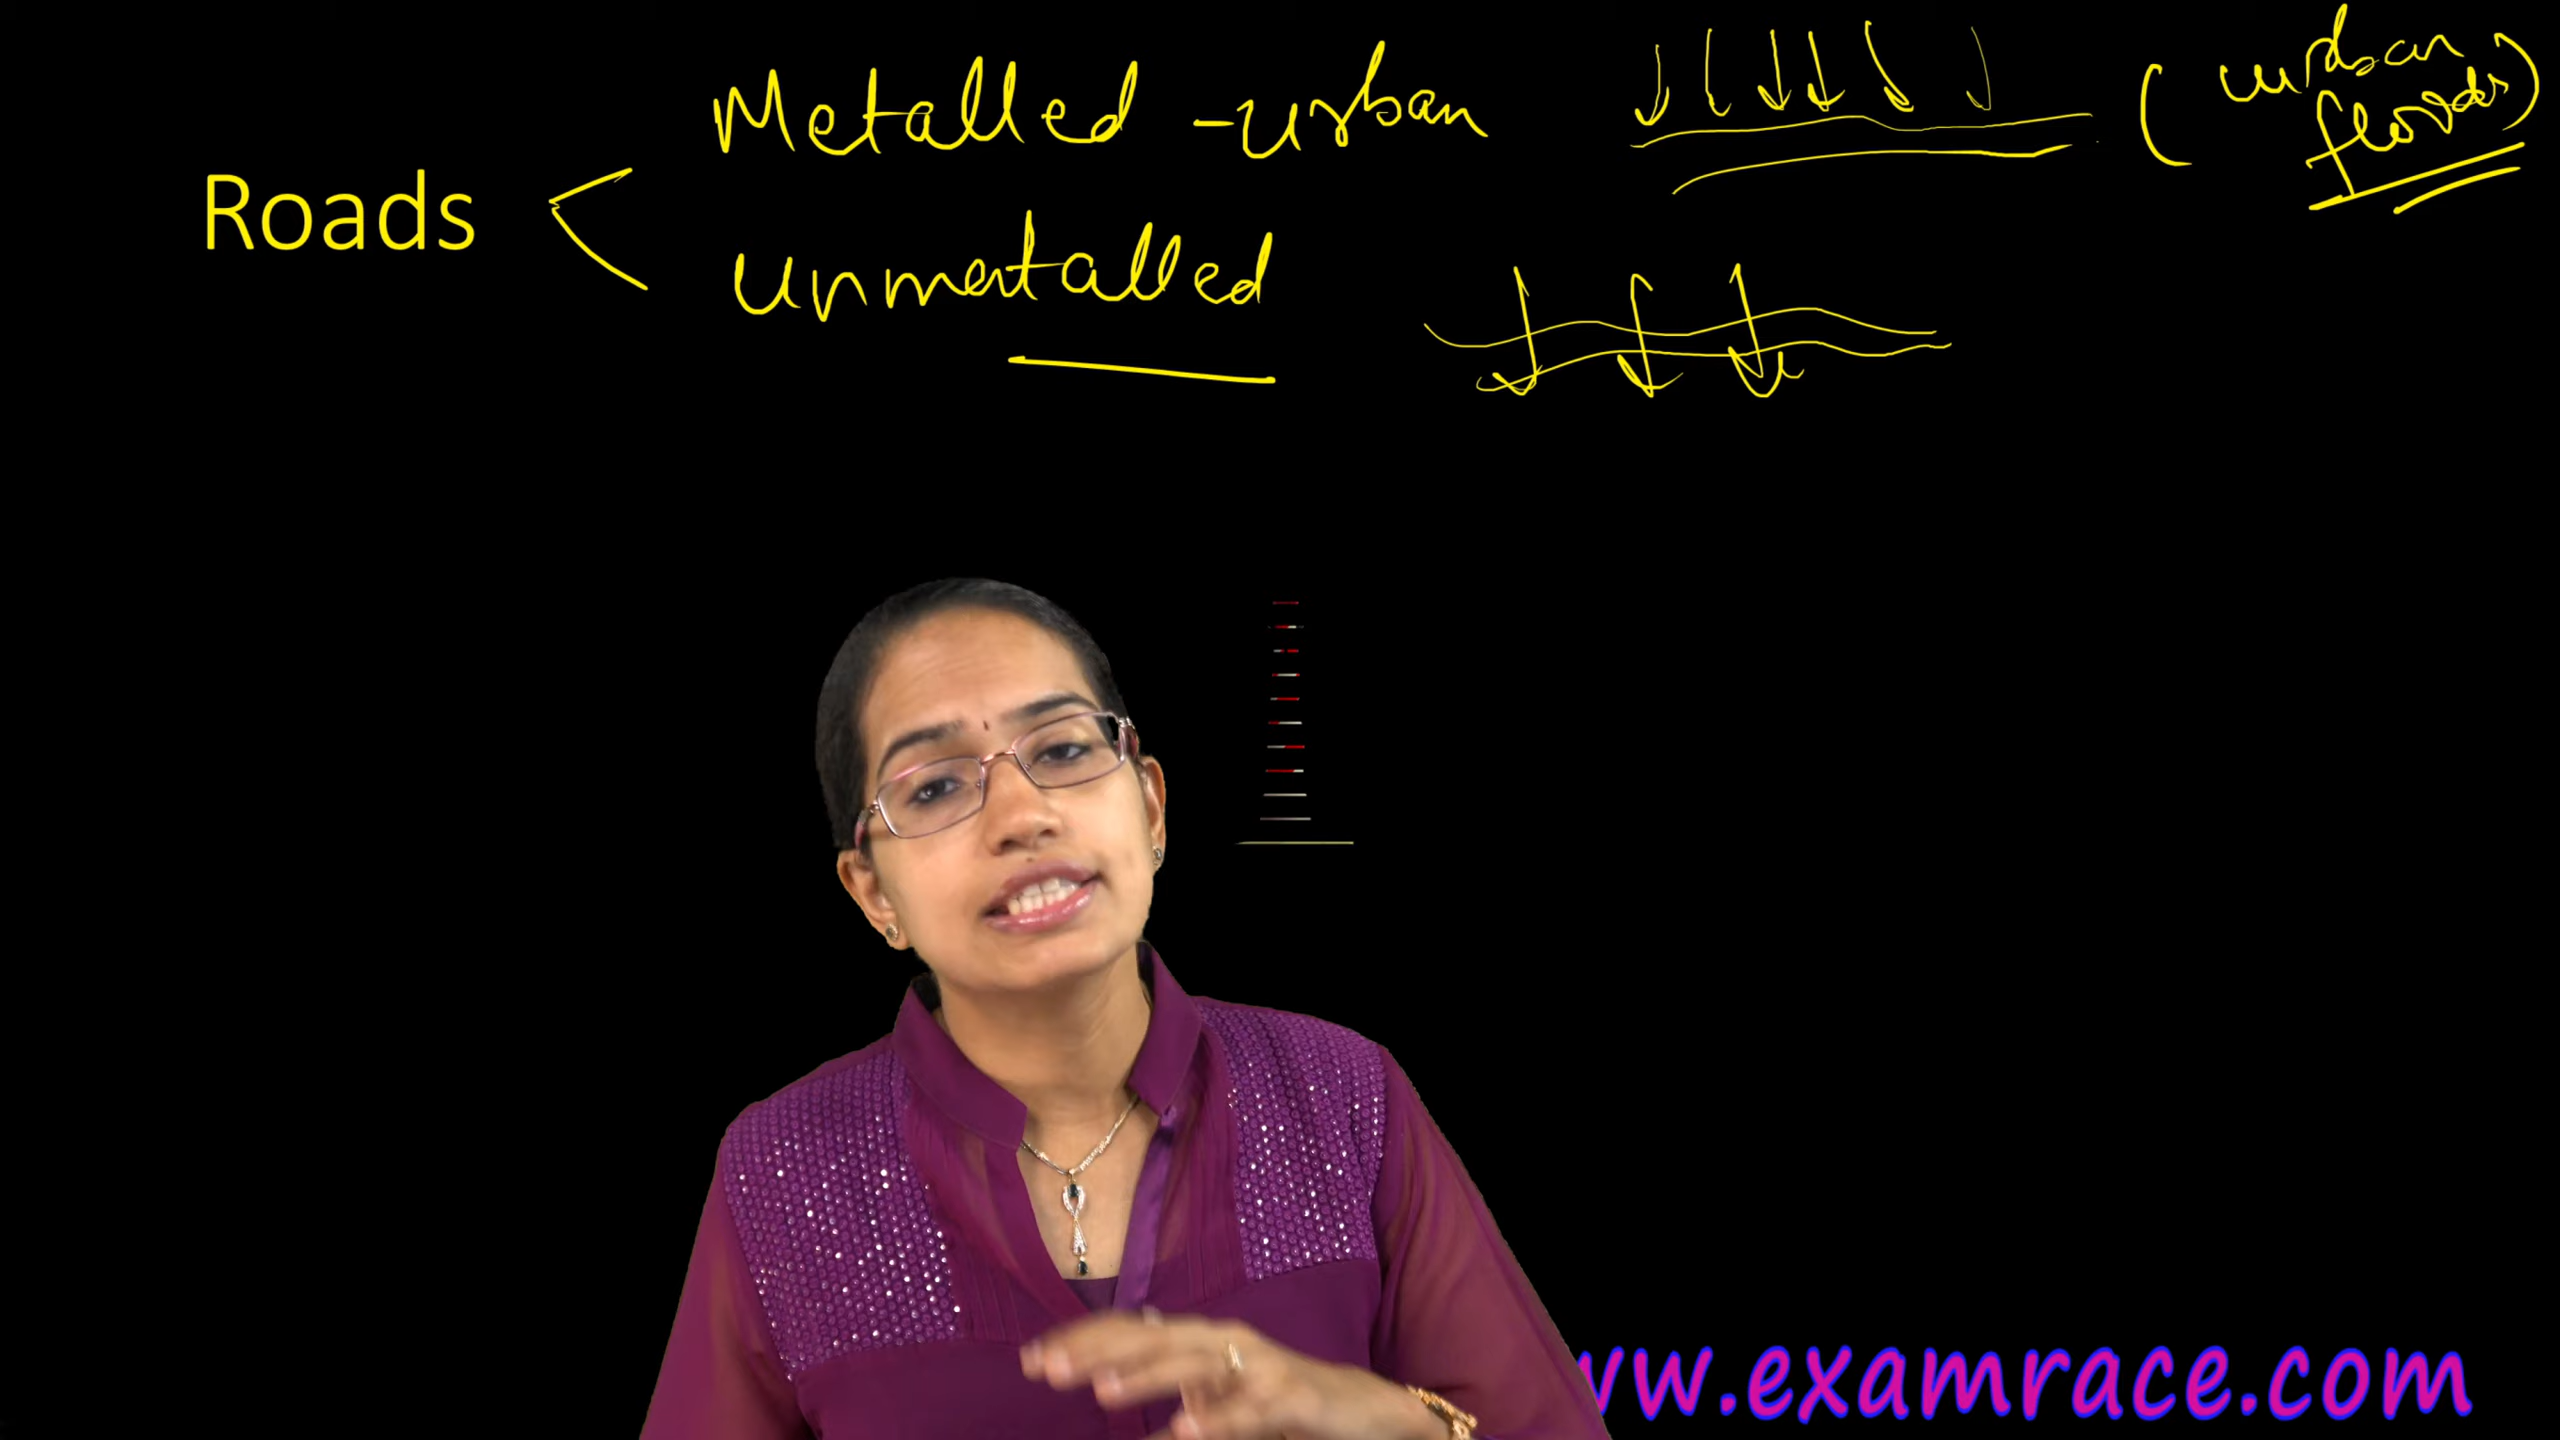 Metalled - urban
(urban
floods)
Roads
unmetalled
ww.examrace.com